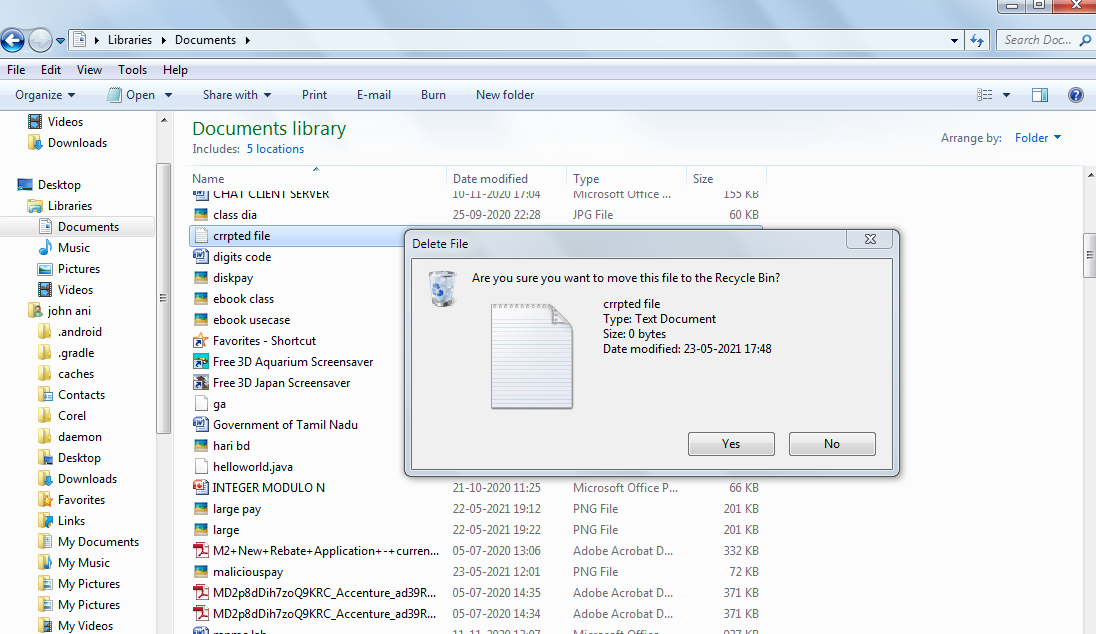 Libraries Documents
Search Doc...
File Edit View Tools Help
Organize Open Share with Print E-mail Burn New folder
Videos
Downloads
Desktop
Libraries
Documents
Music
Pictures
Videos
john ani
.android
.gradle
caches
Contacts
Corel
daemon
Desktop
Downloads
Favorites
Links
My Documents
My Music
My Pictures
My Pictures
My Videos
Documents library
Includes: 5 locations
Arrange by: Folder
Name Date modified Type Size
CHAT CLIENT SERVER 10-11-2020 17:04 Microsoft Office ... 155 KB
class dia 25-09-2020 22:28 JPG File 60 KB
crrpted file
digits code
diskpay
ebook class
ebook usecase
Favorites - Shortcut
Free 3D Aquarium Screensaver
Free 3D Japan Screensaver
ga
Government of Tamil Nadu
hari bd
helloworld.java
INTEGER MODULO N 21-10-2020 11:25 Microsoft Office P... 66 KB
large pay 22-05-2021 19:12 PNG File 201 KB
large 22-05-2021 19:22 PNG File 201 KB
M2+New+Rebate+Application+-+curren... 05-07-2020 13:06 Adobe Acrobat D... 332 KB
maliciouspay 23-05-2021 12:01 PNG File 72 KB
MD2p8dDih7zoQ9KRC_Accenture_ad39R... 05-07-2020 14:35 Adobe Acrobat D... 371 KB
MD2p8dDih7zoQ9KRC_Accenture_ad39R... 05-07-2020 14:34 Adobe Acrobat D... 371 KB
Delete File
Are you sure you want to move this file to the Recycle Bin?
crrpted file
Type: Text Document
Size: 0 bytes
Date modified: 23-05-2021 17:48
Yes No